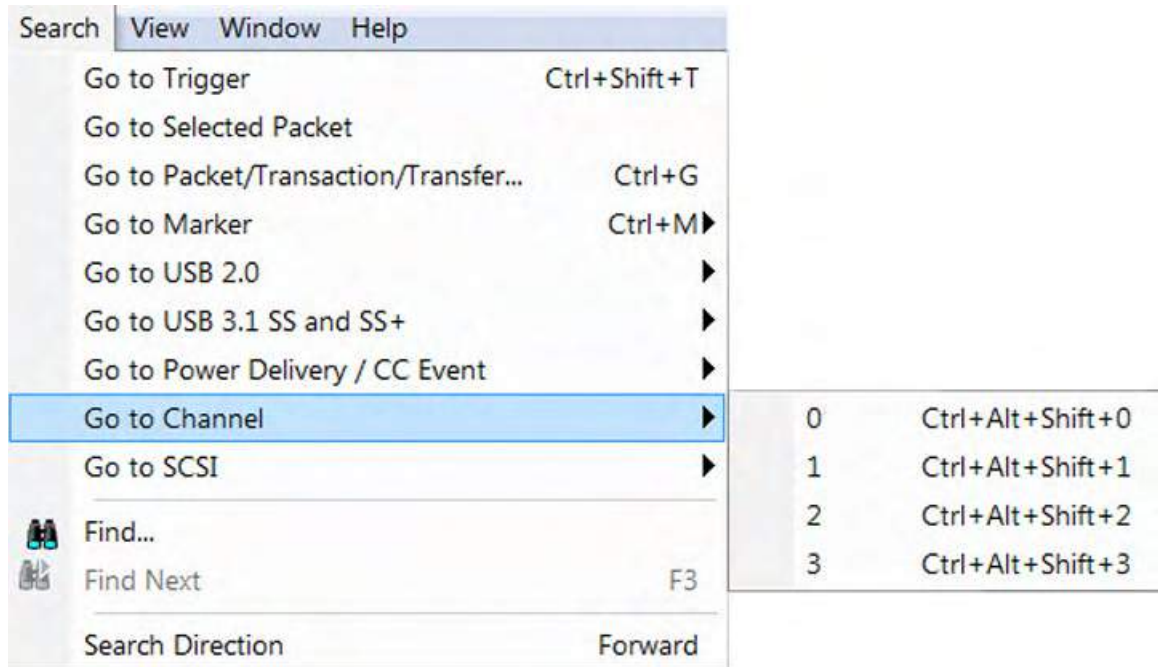 Search View Window Help
Go to Trigger Ctrl+Shift+T
Go to Selected Packet
Go to Packet/Transaction/Transfer... Ctrl+G
Go to Marker Ctrl+M
Go to USB 2.0
Go to USB 3.1 SS and SS+
Go to Power Delivery / CC Event
Go to Channel
0 Ctrl+Alt+Shift+0
1 Ctrl+Alt+Shift+1
2 Ctrl+Alt+Shift+2
3 Ctrl+Alt+Shift+3
Go to SCSI
Find...
Find Next F3
Search Direction Forward